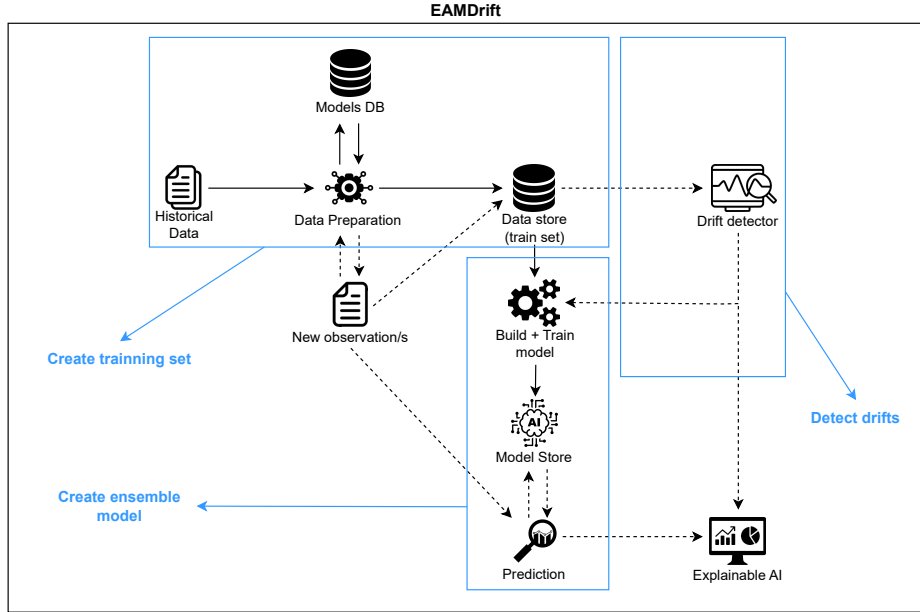 EAMDrift
Models DB
Historical
Data
Data Preparation
Data store
(train set)
Drift detector
New observation/s
Build + Train
model
Create trainning set
Detect drifts
AI
Model Store
Create ensemble
model
Prediction
Explainable AI